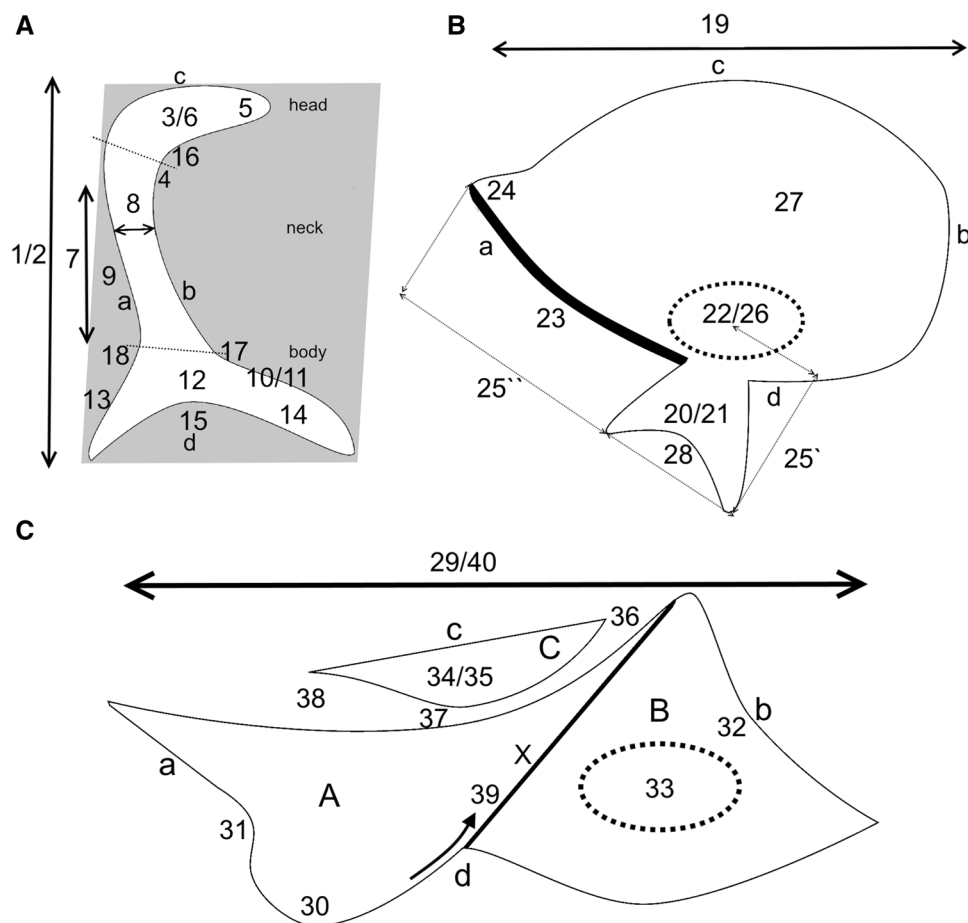 A
c
3/6 5 head
16
4
8
neck
1/2 7
9
a b
18 17 body
12 10/11
13
15 14
d
B
19
c
24
27
a b
23 22/26
d
25``
20/21
28 25`
C
29/40
c C 36
34/35
38
37 B 32 b
a X
A 39 33
31
d
30